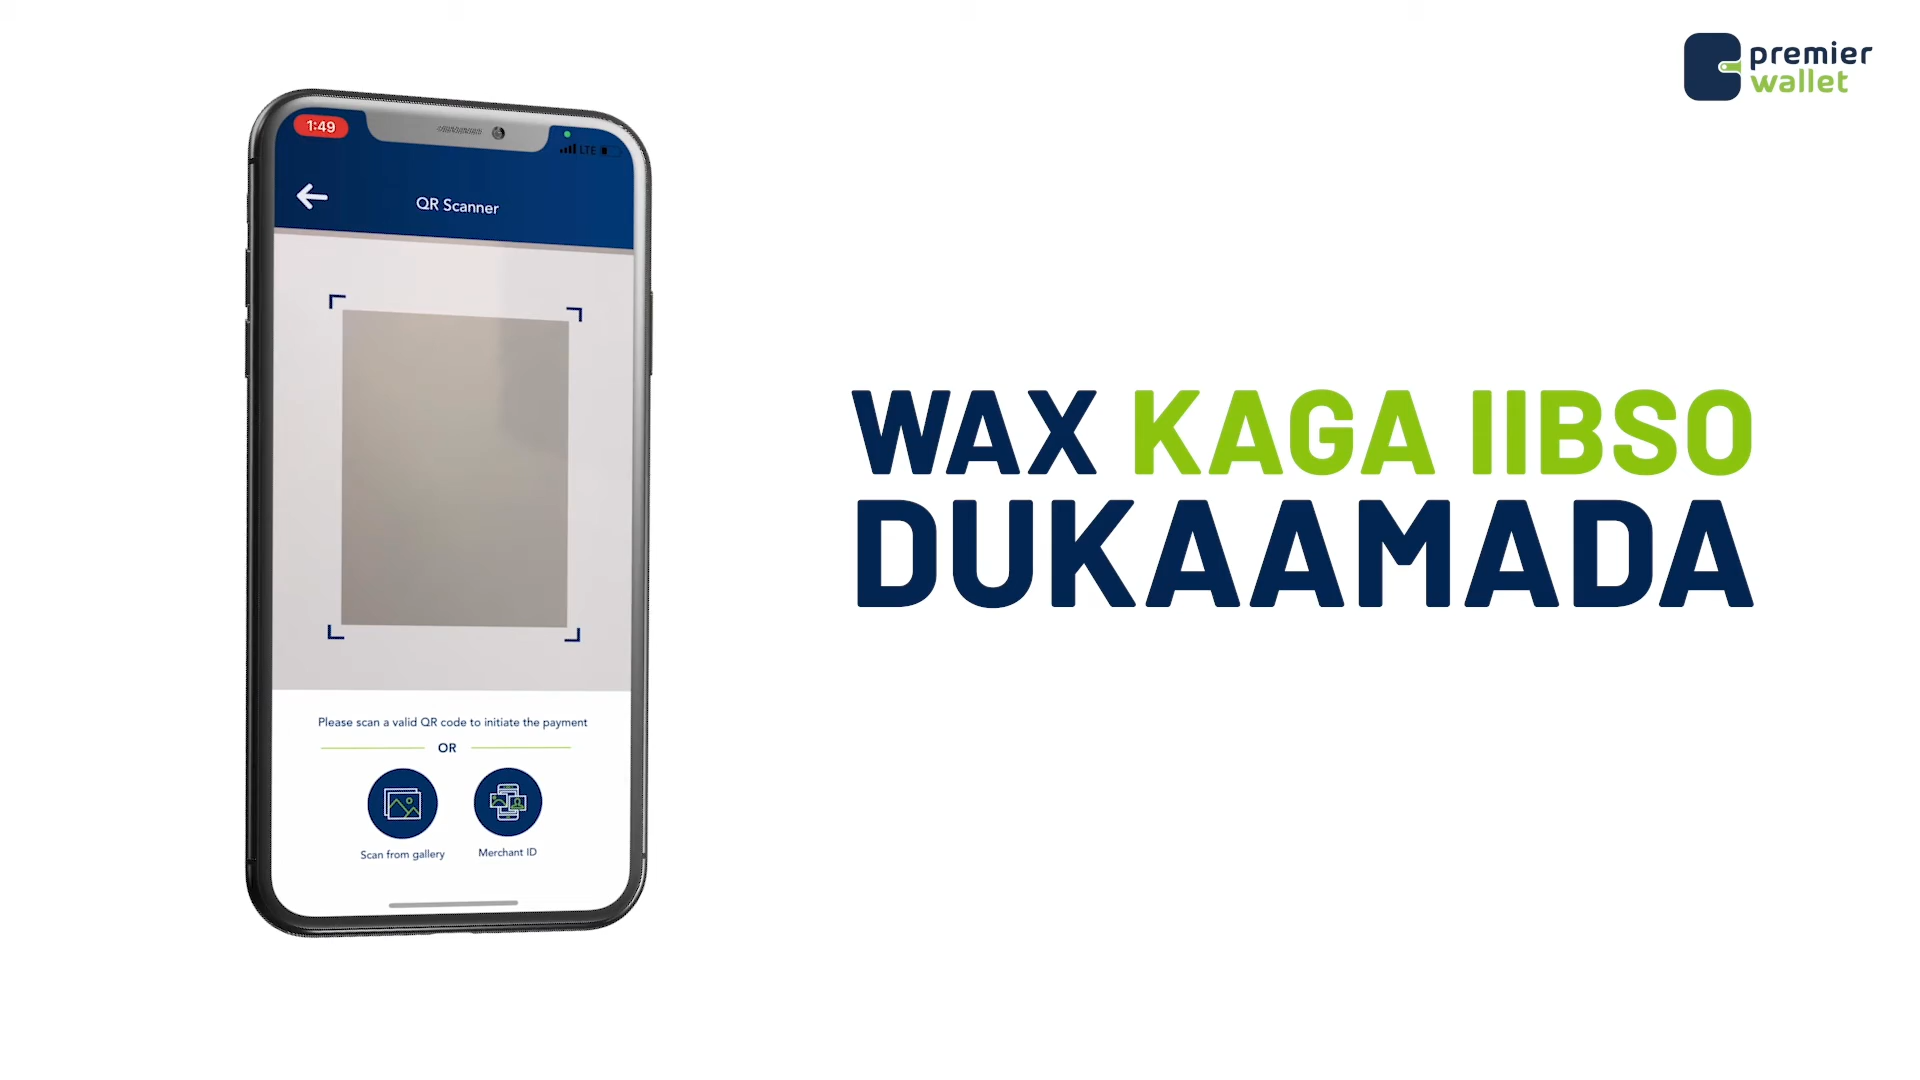 premier
wallet
1:49
LTE
QR Scanner
WAX KAGA IIBSO
DUKAAMADA
Please scan a valid QR code to initiate the payment
OR
Scan from gallery
Merchant ID